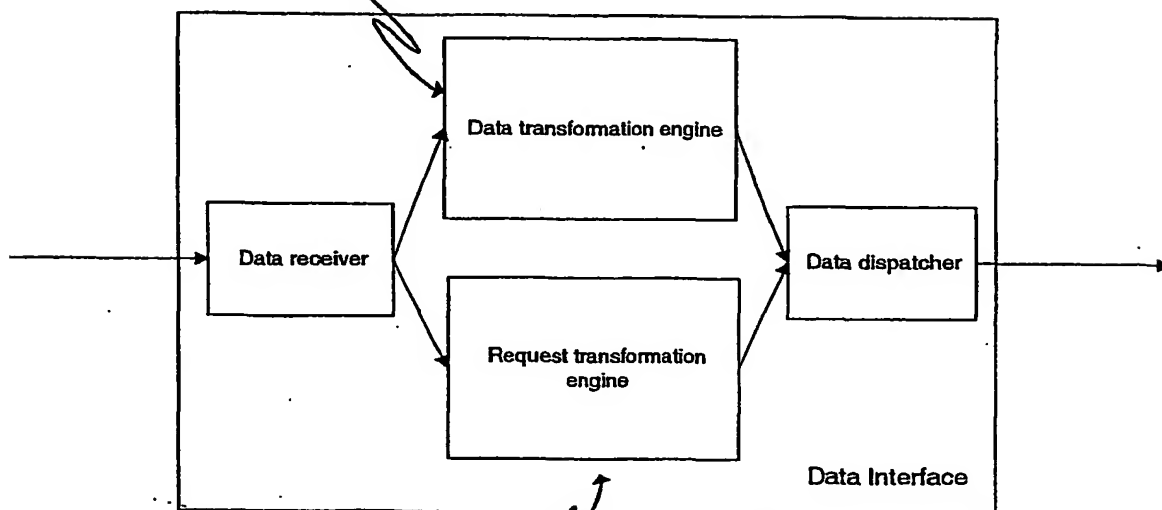 Data transformation engine
Data receiver
Data dispatcher
Request transformation
engine
Data Interface